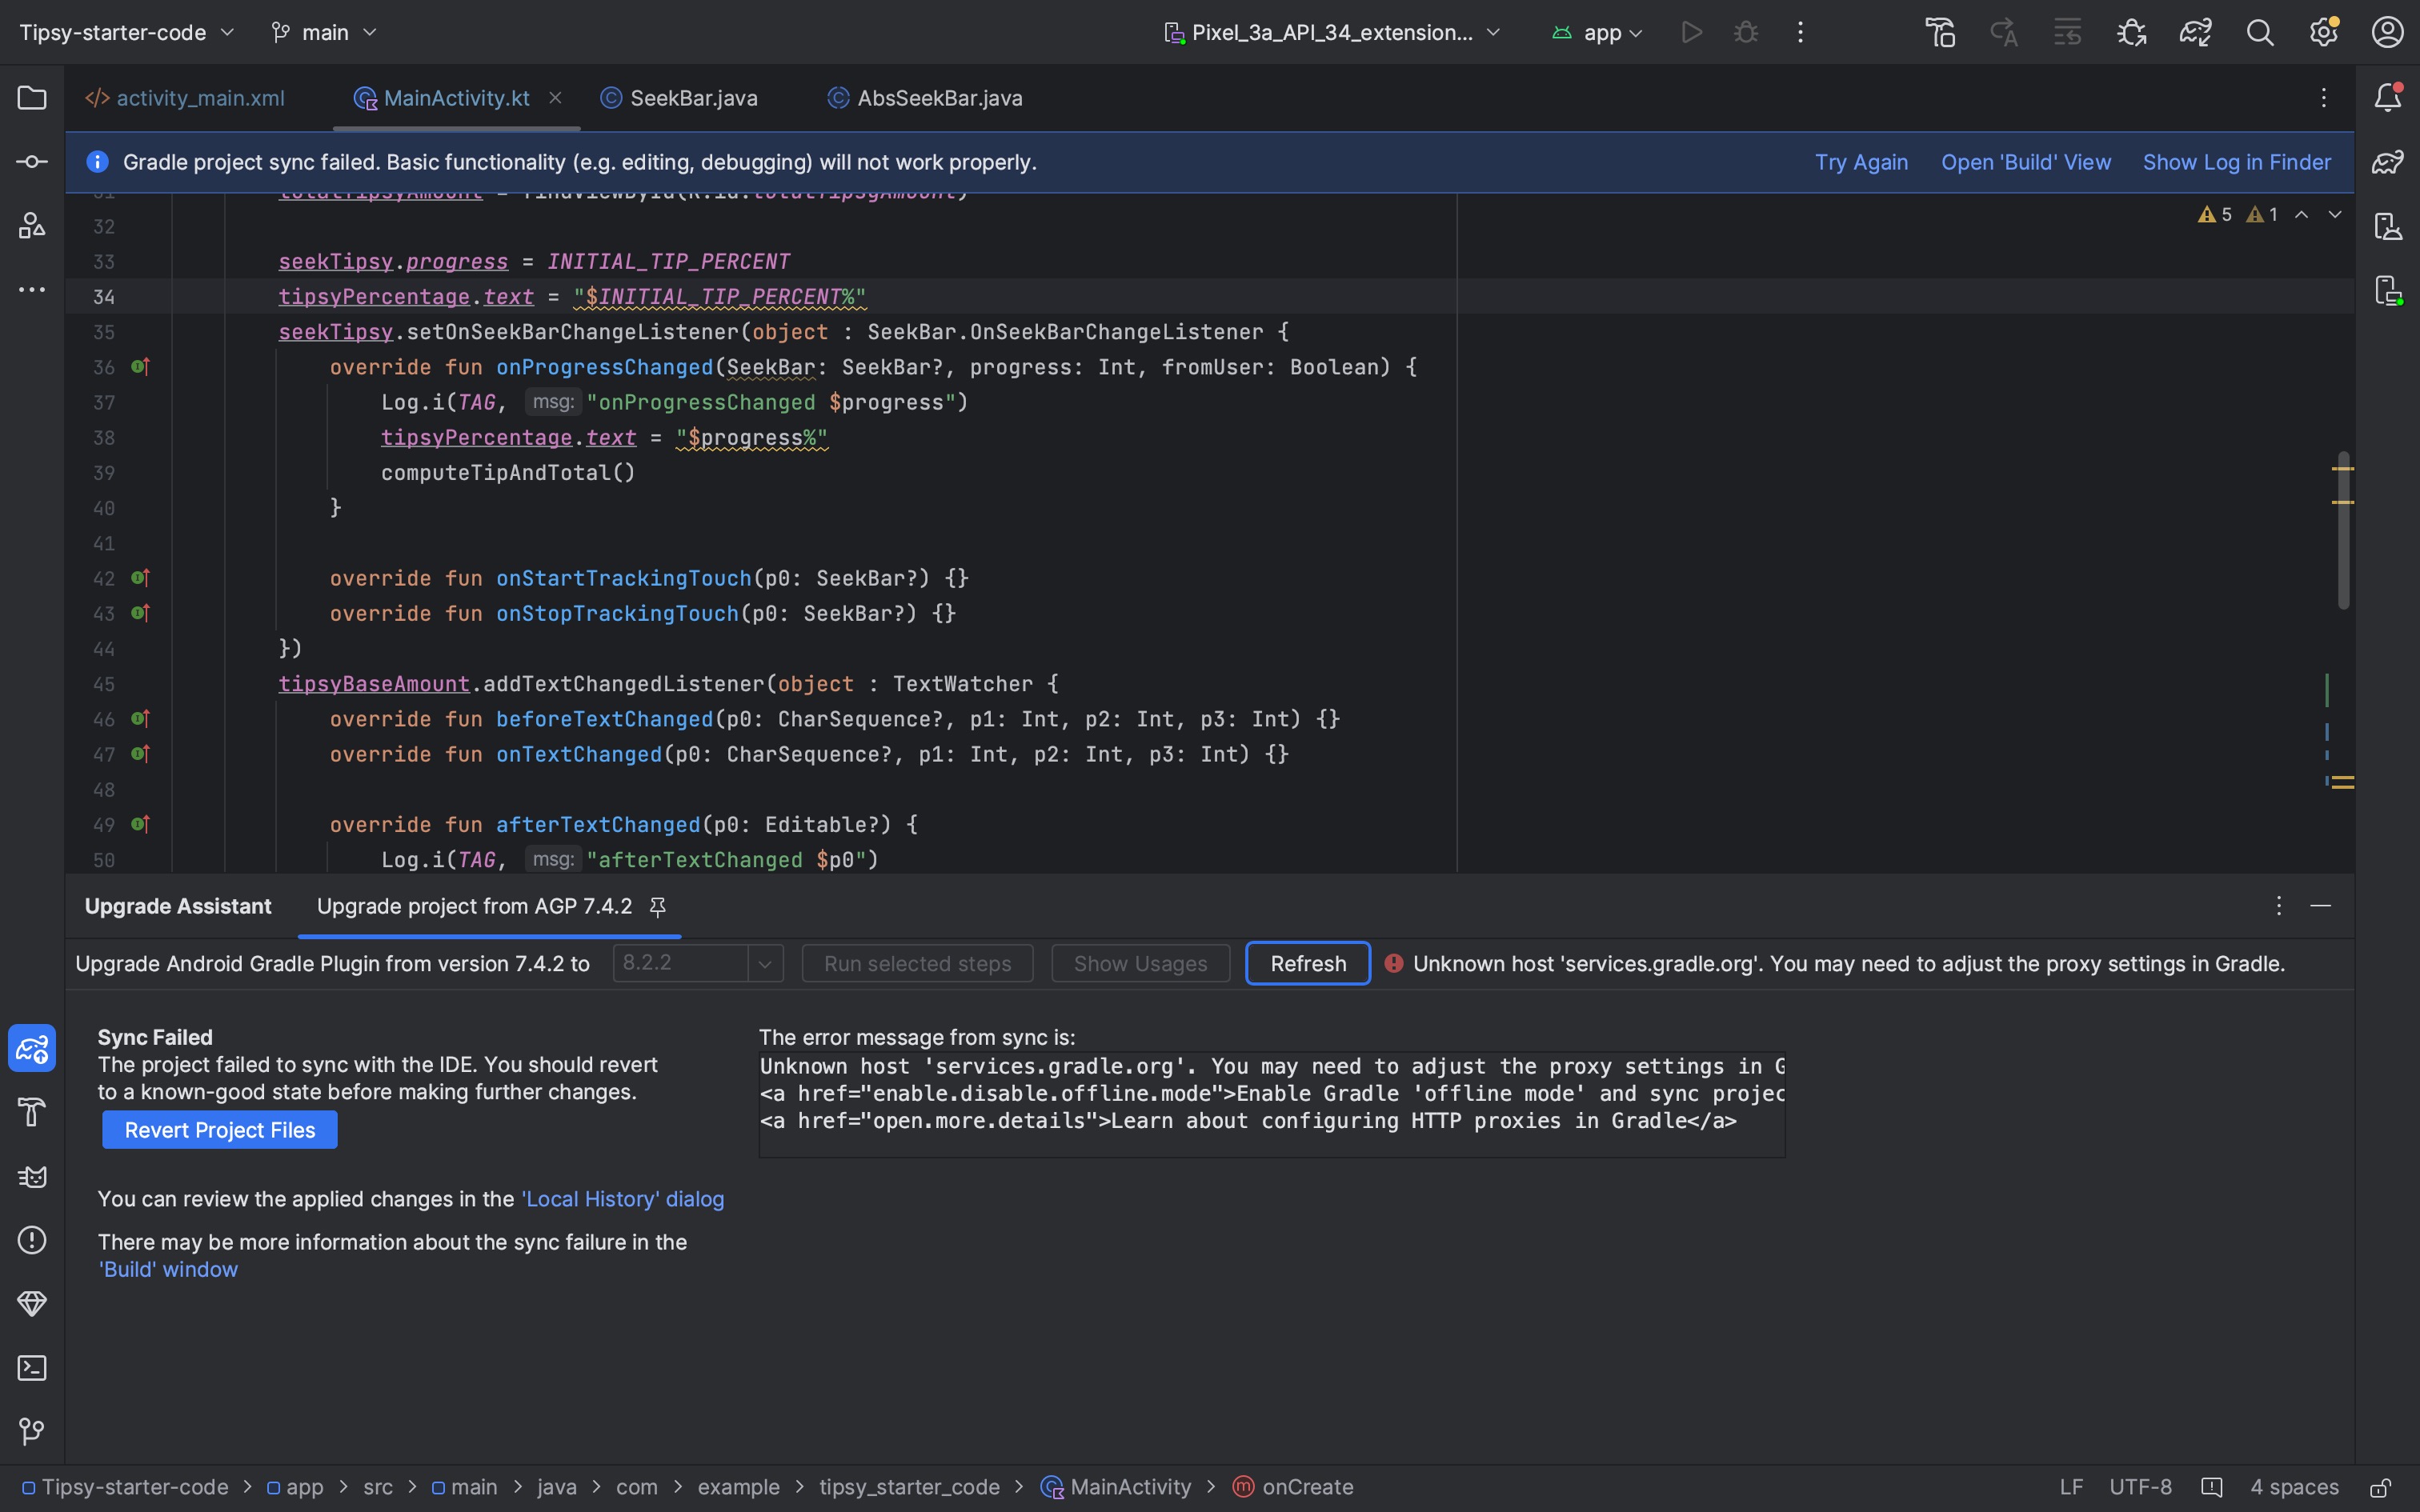 Tipsy-starter-code main Pixel_3a_API_34_extension... app
activity_main.xml MainActivity.kt SeekBar.java AbsSeekBar.java
Gradle project sync failed. Basic functionality (e.g. editing, debugging) will not work properly. Try Again Open 'Build' View Show Log in Finder
31 totalTipsyAmount = findViewById(R.id.totalTipsyAmount)
5 1
32
33 seekTipsy.progress = INITIAL_TIP_PERCENT
34 tipsyPercentage.text = "$INITIAL_TIP_PERCENT%"
35 seekTipsy.setOnSeekBarChangeListener(object : SeekBar.OnSeekBarChangeListener {
36 override fun onProgressChanged(SeekBar: SeekBar?, progress: Int, fromUser: Boolean) {
37 Log.i(TAG, msg: "onProgressChanged $progress")
38 tipsyPercentage.text = "$progress%"
39 computeTipAndTotal()
40 }
41
42 override fun onStartTrackingTouch(p0: SeekBar?) {}
43 override fun onStopTrackingTouch(p0: SeekBar?) {}
44 })
45 tipsyBaseAmount.addTextChangedListener(object : TextWatcher {
46 override fun beforeTextChanged(p0: CharSequence?, p1: Int, p2: Int, p3: Int) {}
47 override fun onTextChanged(p0: CharSequence?, p1: Int, p2: Int, p3: Int) {}
48
49 override fun afterTextChanged(p0: Editable?) {
50 Log.i(TAG, msg: "afterTextChanged $p0")
Upgrade Assistant Upgrade project from AGP 7.4.2
Upgrade Android Gradle Plugin from version 7.4.2 to 8.2.2 Run selected steps Show Usages Refresh Unknown host 'services.gradle.org'. You may need to adjust the proxy settings in Gradle.
Sync Failed
The project failed to sync with the IDE. You should revert
to a known-good state before making further changes.
Revert Project Files
You can review the applied changes in the 'Local History' dialog
There may be more information about the sync failure in the
'Build' window
The error message from sync is:
Unknown host 'services.gradle.org'. You may need to adjust the proxy settings in G
<a href="enable.disable.offline.mode">Enable Gradle 'offline mode' and sync projec
<a href="open.more.details">Learn about configuring HTTP proxies in Gradle</a>
Tipsy-starter-code > app > src > main > java > com > example > tipsy_starter_code > MainActivity > onCreate LF UTF-8 4 spaces